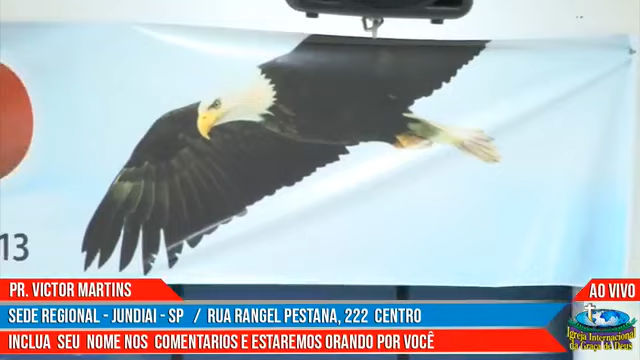 13
PR. VICTOR MARTINS
AO VIVO
SEDE REGIONAL - JUNDIAI - SP / RUA RANGEL PESTANA, 222 CENTRO
INCLUA SEU NOME NOS COMENTARIOS E ESTAREMOS ORANDO POR VOCÊ
Igreja Internacional
da Graça de Deus